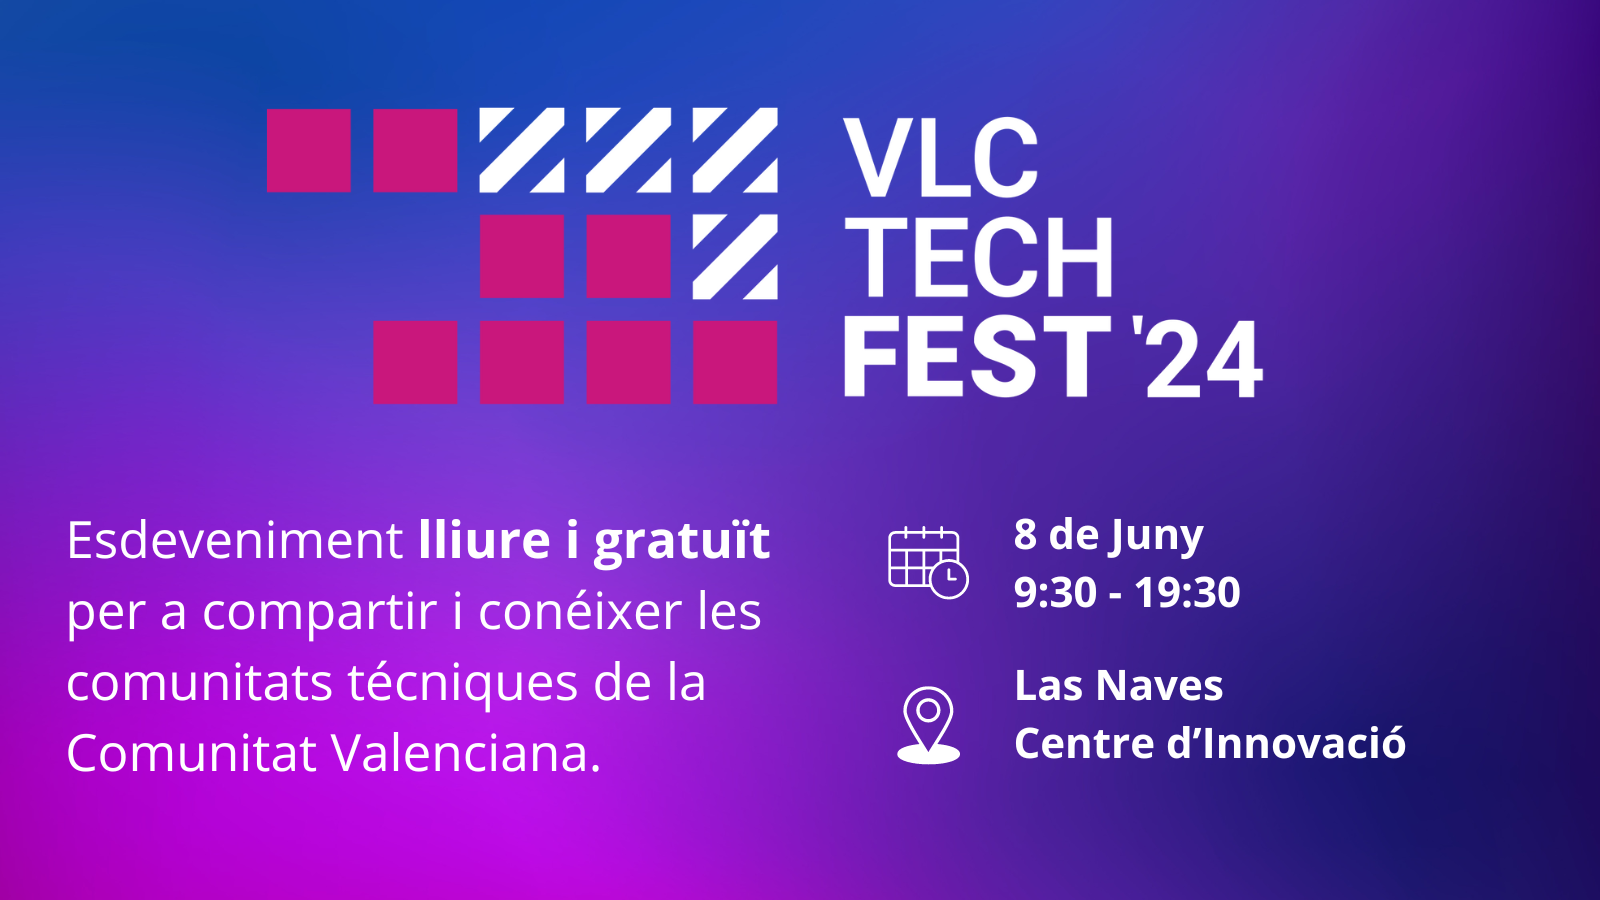 VLC
TECH
FEST '24
Esdeveniment lliure i gratuït
per a compartir i conéixer les
comunitats técniques de la
Comunitat Valenciana.
8 de Juny
9:30 - 19:30
Las Naves
Centre d’Innovació